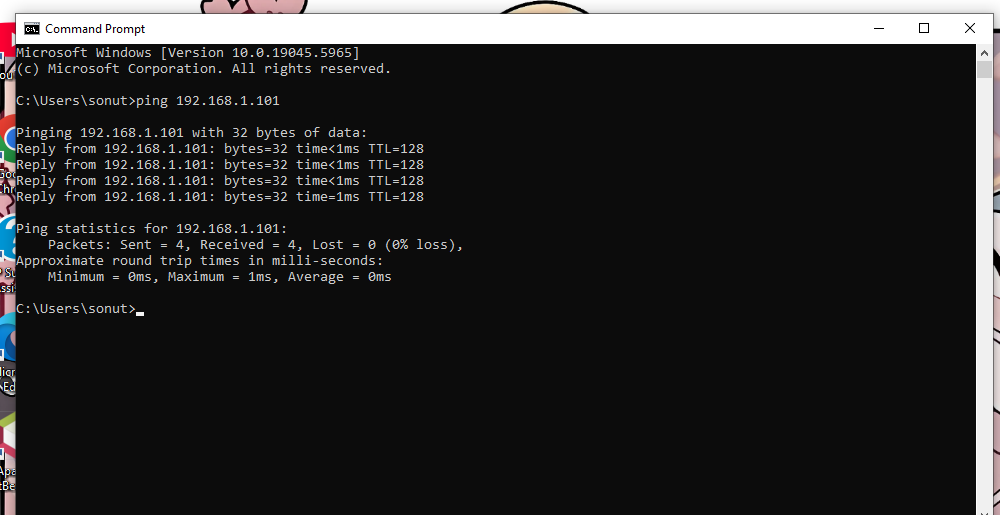 Command Prompt
Microsoft Windows [Version 10.0.19045.5965]
(c) Microsoft Corporation. All rights reserved.
C:\Users\sonut>ping 192.168.1.101
Pinging 192.168.1.101 with 32 bytes of data:
Reply from 192.168.1.101: bytes=32 time<1ms TTL=128
Reply from 192.168.1.101: bytes=32 time<1ms TTL=128
Reply from 192.168.1.101: bytes=32 time<1ms TTL=128
Reply from 192.168.1.101: bytes=32 time=1ms TTL=128
Ping statistics for 192.168.1.101:
    Packets: Sent = 4, Received = 4, Lost = 0 (0% loss),
Approximate round trip times in milli-seconds:
    Minimum = 0ms, Maximum = 1ms, Average = 0ms
C:\Users\sonut>